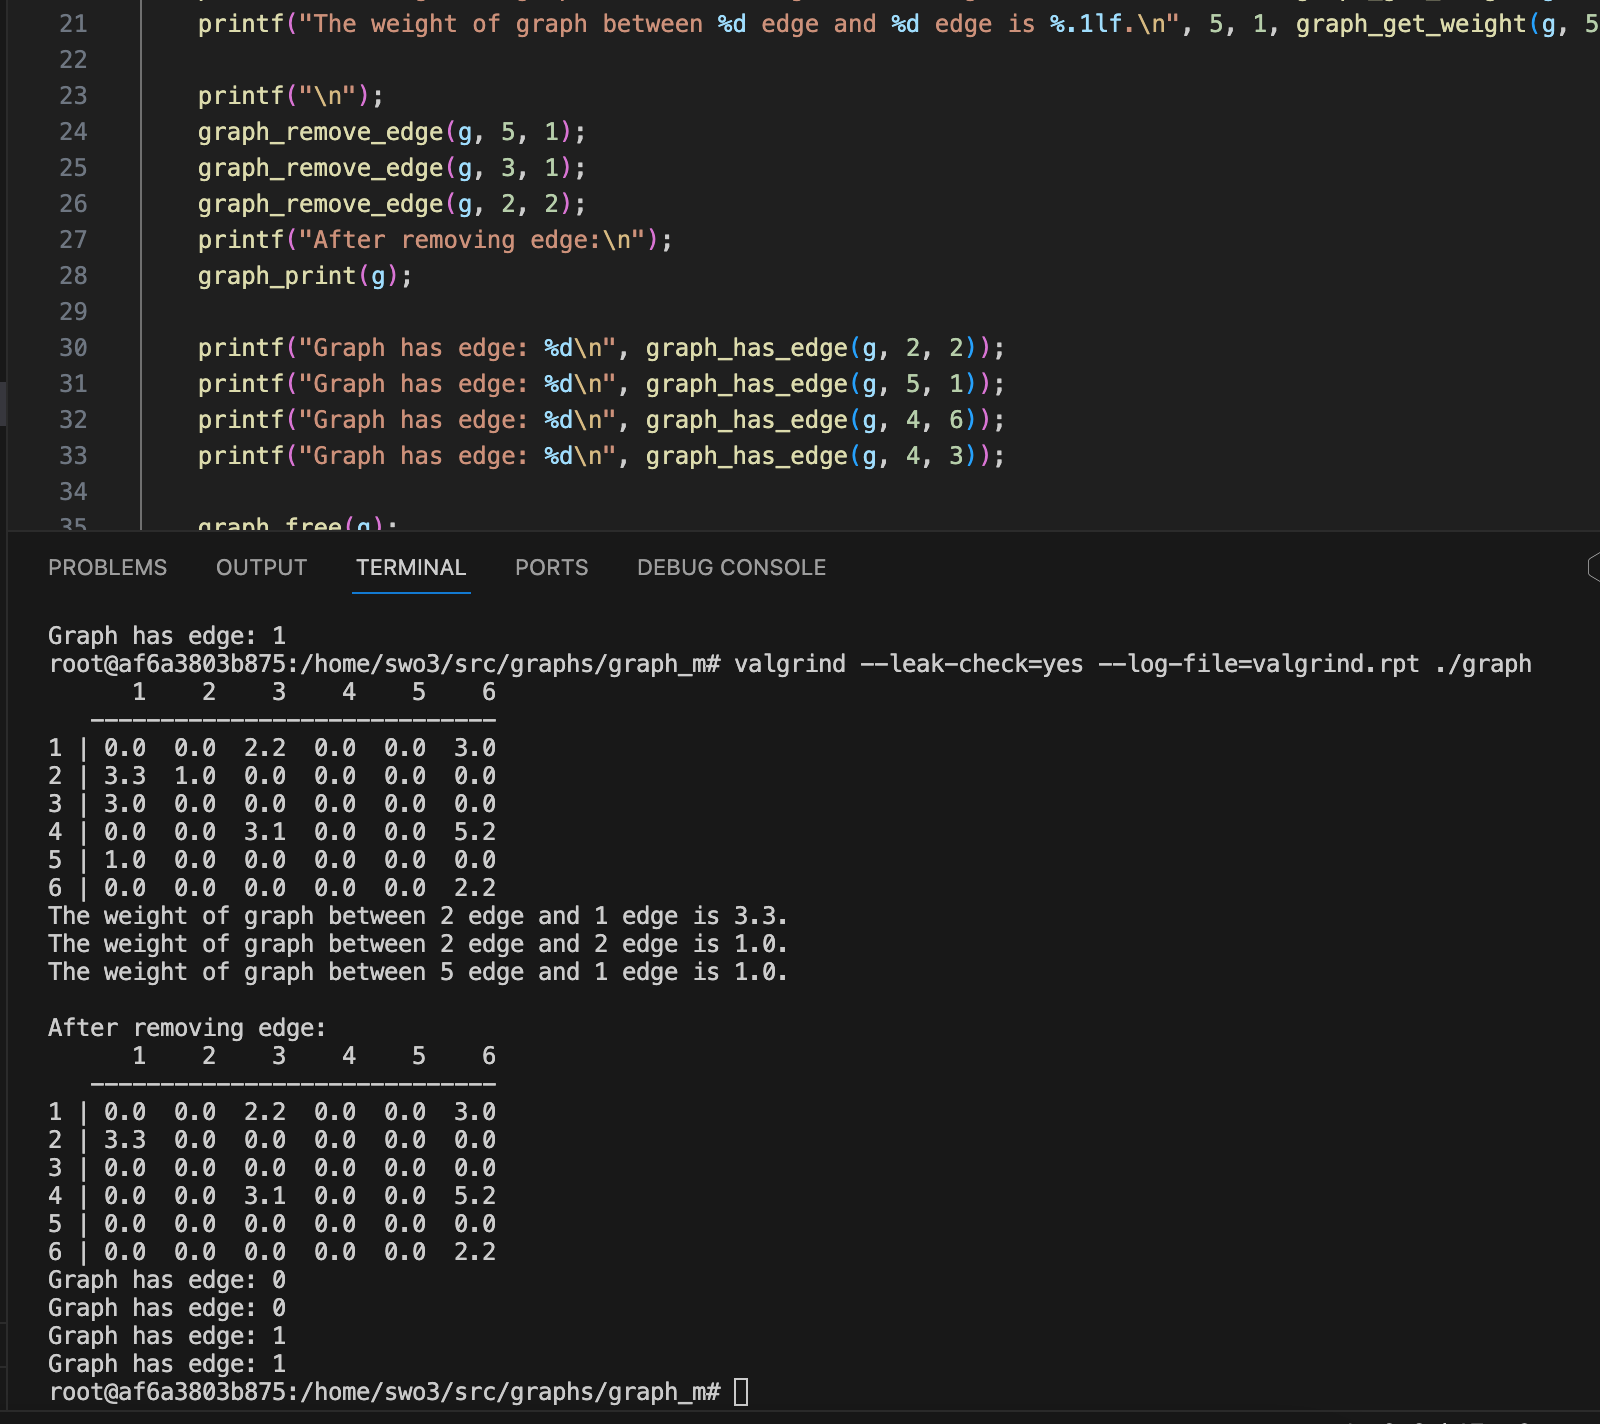 21 printf("The weight of graph between %d edge and %d edge is %.1lf.\n", 5, 1, graph_get_weight(g, 5
22
23 printf("\n");
24 graph_remove_edge(g, 5, 1);
25 graph_remove_edge(g, 3, 1);
26 graph_remove_edge(g, 2, 2);
27 printf("After removing edge:\n");
28 graph_print(g);
29
30 printf("Graph has edge: %d\n", graph_has_edge(g, 2, 2));
31 printf("Graph has edge: %d\n", graph_has_edge(g, 5, 1));
32 printf("Graph has edge: %d\n", graph_has_edge(g, 4, 6));
33 printf("Graph has edge: %d\n", graph_has_edge(g, 4, 3));
34
35 graph_free(g);
PROBLEMS OUTPUT TERMINAL PORTS DEBUG CONSOLE
Graph has edge: 1
root@af6a3803b875:/home/swo3/src/graphs/graph_m# valgrind --leak-check=yes --log-file=valgrind.rpt ./graph
1 2 3 4 5 6
-----------------------------
1 | 0.0 0.0 2.2 0.0 0.0 3.0
2 | 3.3 1.0 0.0 0.0 0.0 0.0
3 | 3.0 0.0 0.0 0.0 0.0 0.0
4 | 0.0 0.0 3.1 0.0 0.0 5.2
5 | 1.0 0.0 0.0 0.0 0.0 0.0
6 | 0.0 0.0 0.0 0.0 0.0 2.2
The weight of graph between 2 edge and 1 edge is 3.3.
The weight of graph between 2 edge and 2 edge is 1.0.
The weight of graph between 5 edge and 1 edge is 1.0.

After removing edge:
1 2 3 4 5 6
-----------------------------
1 | 0.0 0.0 2.2 0.0 0.0 3.0
2 | 3.3 0.0 0.0 0.0 0.0 0.0
3 | 0.0 0.0 0.0 0.0 0.0 0.0
4 | 0.0 0.0 3.1 0.0 0.0 5.2
5 | 0.0 0.0 0.0 0.0 0.0 0.0
6 | 0.0 0.0 0.0 0.0 0.0 2.2
Graph has edge: 0
Graph has edge: 0
Graph has edge: 1
Graph has edge: 1
root@af6a3803b875:/home/swo3/src/graphs/graph_m#